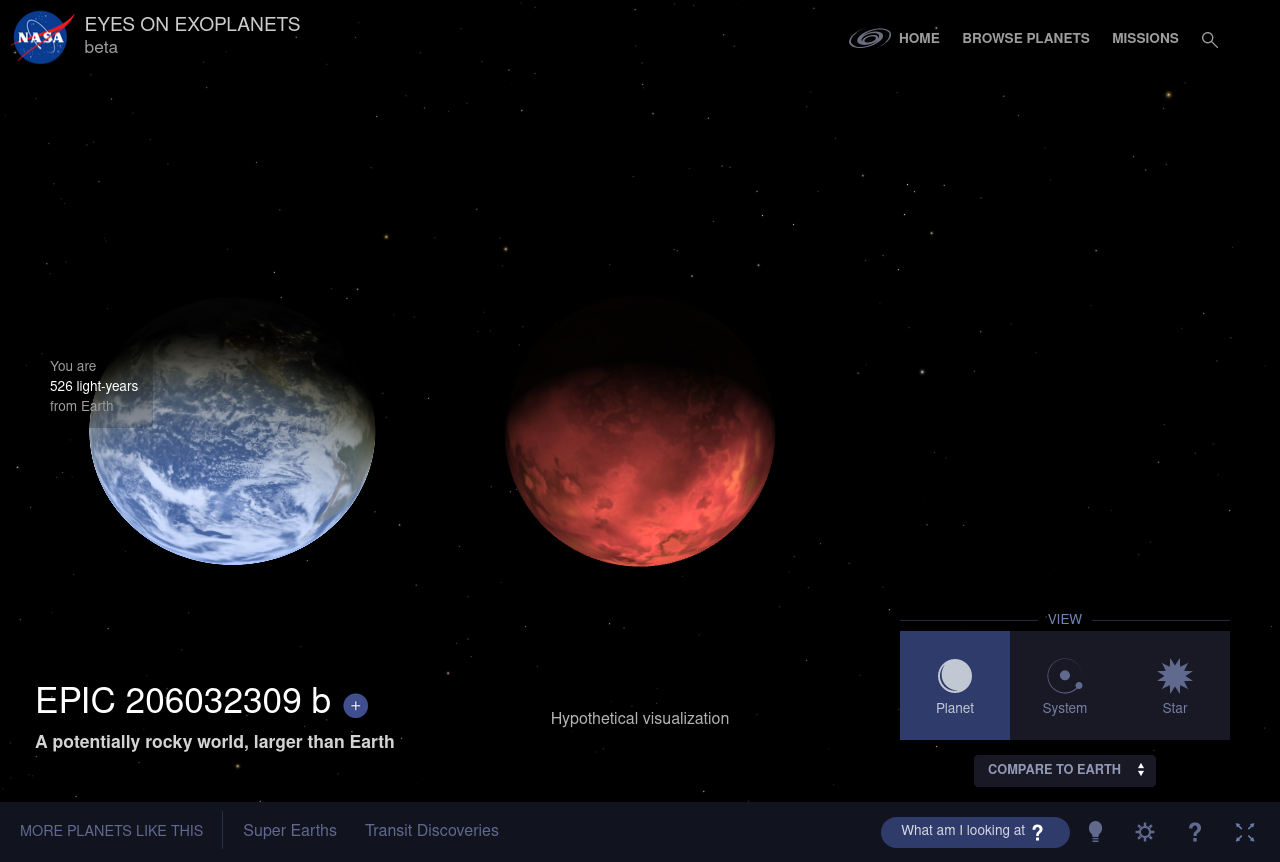 NASA
EYES ON EXOPLANETS
beta
HOME
BROWSE PLANETS
MISSIONS
You are
526 light-years
from Earth
VIEW
Planet
System
Star
EPIC 206032309 b +
A potentially rocky world, larger than Earth
Hypothetical visualization
COMPARE TO EARTH
MORE PLANETS LIKE THIS
Super Earths
Transit Discoveries
What am I looking at ?
?